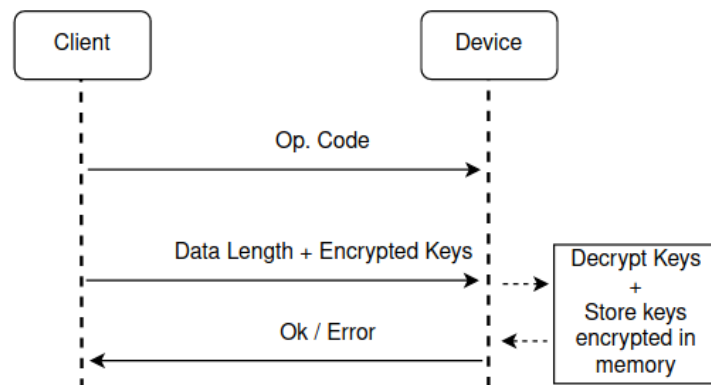 Client
Device
Op. Code
Data Length + Encrypted Keys
Decrypt Keys
+
Store keys
encrypted in
memory
Ok / Error